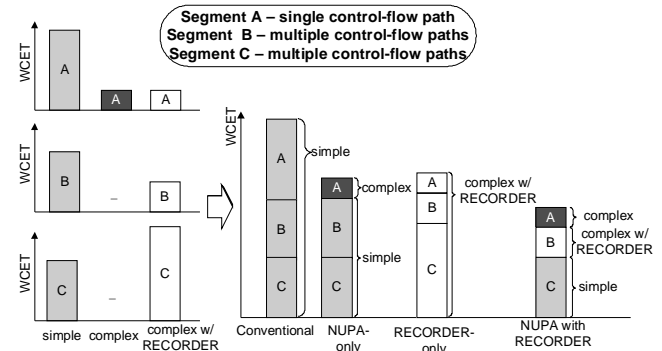 Segment A – single control-flow path
Segment B – multiple control-flow paths
Segment C – multiple control-flow paths
WCET
A
A
A
WCET
B
–
B
WCET
C
–
C
simple
complex
complex w/
RECORDER
WCET
A
B
C
simple
A
B
C
complex
simple
A
B
C
complex w/
RECORDER
A
B
C
complex
complex w/
RECORDER
simple
Conventional
NUPA-
only
RECORDER-
only
NUPA with
RECORDER